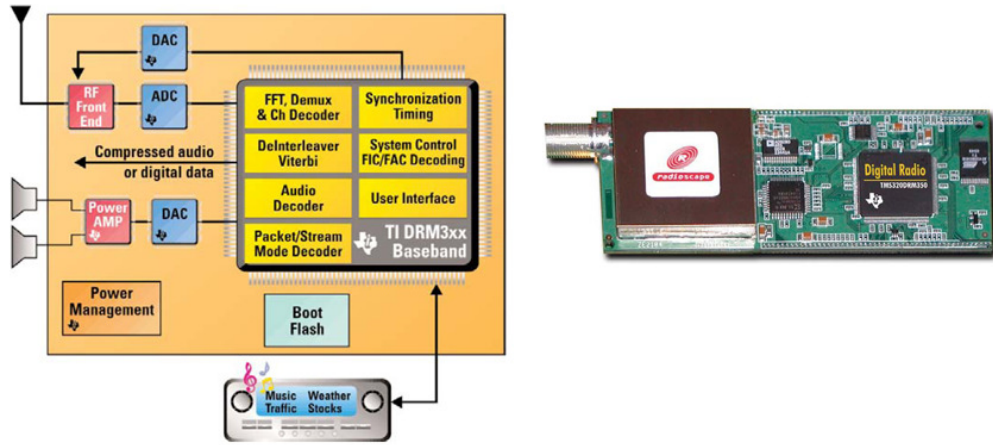 DAC
RF
Front
End
ADC
FFT, Demux
& Ch Decoder
Synchronization
Timing
Compressed audio
or digital data
DeInterleaver
Viterbi
System Control
FIC/FAC Decoding
Audio
Decoder
User Interface
Power
AMP
DAC
Packet/Stream
Mode Decoder
TI DRM3xx
Baseband
Power
Management
Boot
Flash
Music Weather
Traffic Stocks
radioscape
Digital Radio
TMS320DRM350